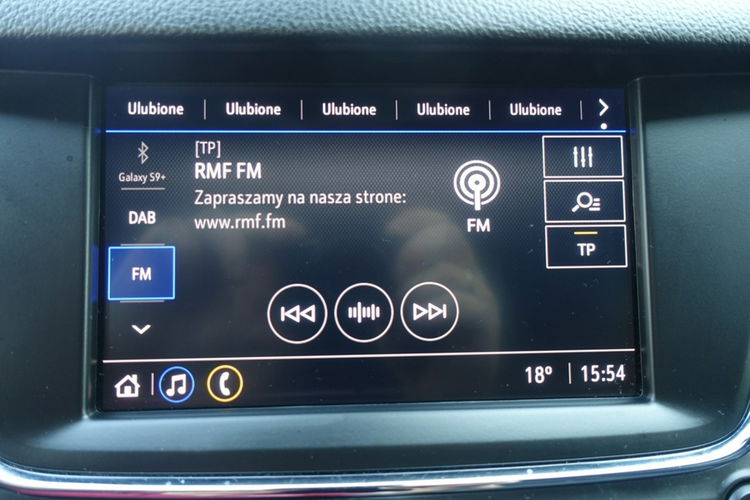 Ulubione | Ulubione | Ulubione | Ulubione | Ulubione
Galaxy S9+
DAB
FM
[TP]
RMF FM
Zapraszamy na nasza strone:
www.rmf.fm
FM
TP
18° | 15:54